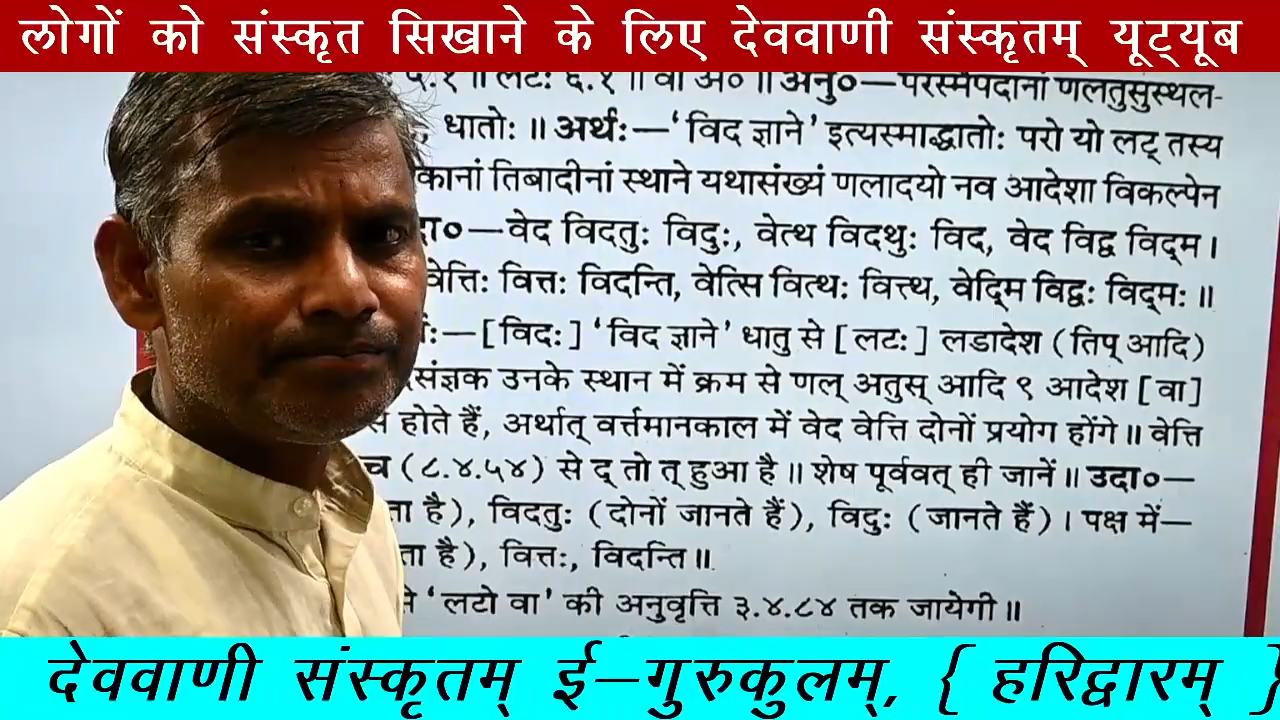 लोगों को संस्कृत सिखाने के लिए देववाणी संस्कृतम् यूट्यूब
५.१ ॥ लटः ६.१ ॥ वा अ० ॥ अनु०—परस्मैपदानां णलतुसुस्थल-
धातोः ॥ अर्थः—‘विद ज्ञाने’ इत्यस्माद्धातोः परो यो लट् तस्य
तिबादीनां स्थाने यथासंख्यं णलादयो नव आदेशा विकल्पेन
वेद विदतुः विदुः, वेत्थ विदथुः विद, वेद विद्व विद्म।
वेत्तिः वित्तः विदन्ति, वेत्सि वित्थः वित्त्थ, वेद्मि विद्वः विद्मः ॥
[विदः] ‘विद ज्ञाने’ धातु से [लटः] लडादेश (तिप् आदि)
उनके स्थान में क्रम से णल् अतुस् आदि ९ आदेश [वा]
होते हैं, अर्थात् वर्त्तमानकाल में वेद वेत्ति दोनों प्रयोग होंगे ॥ वेत्ति
च (८.४.५४) से द् तो त् हुआ है ॥ शेष पूर्ववत् ही जानें ॥ उदा०—
है), विदतुः (दोनों जानते हैं), विदुः (जानते हैं)। पक्ष में—
है), वित्तः, विदन्ति ॥
‘लटो वा’ की अनुवृत्ति ३.४.८४ तक जायेगी ॥
देववाणी संस्कृतम् ई-गुरुकुलम्, { हरिद्वारम् }